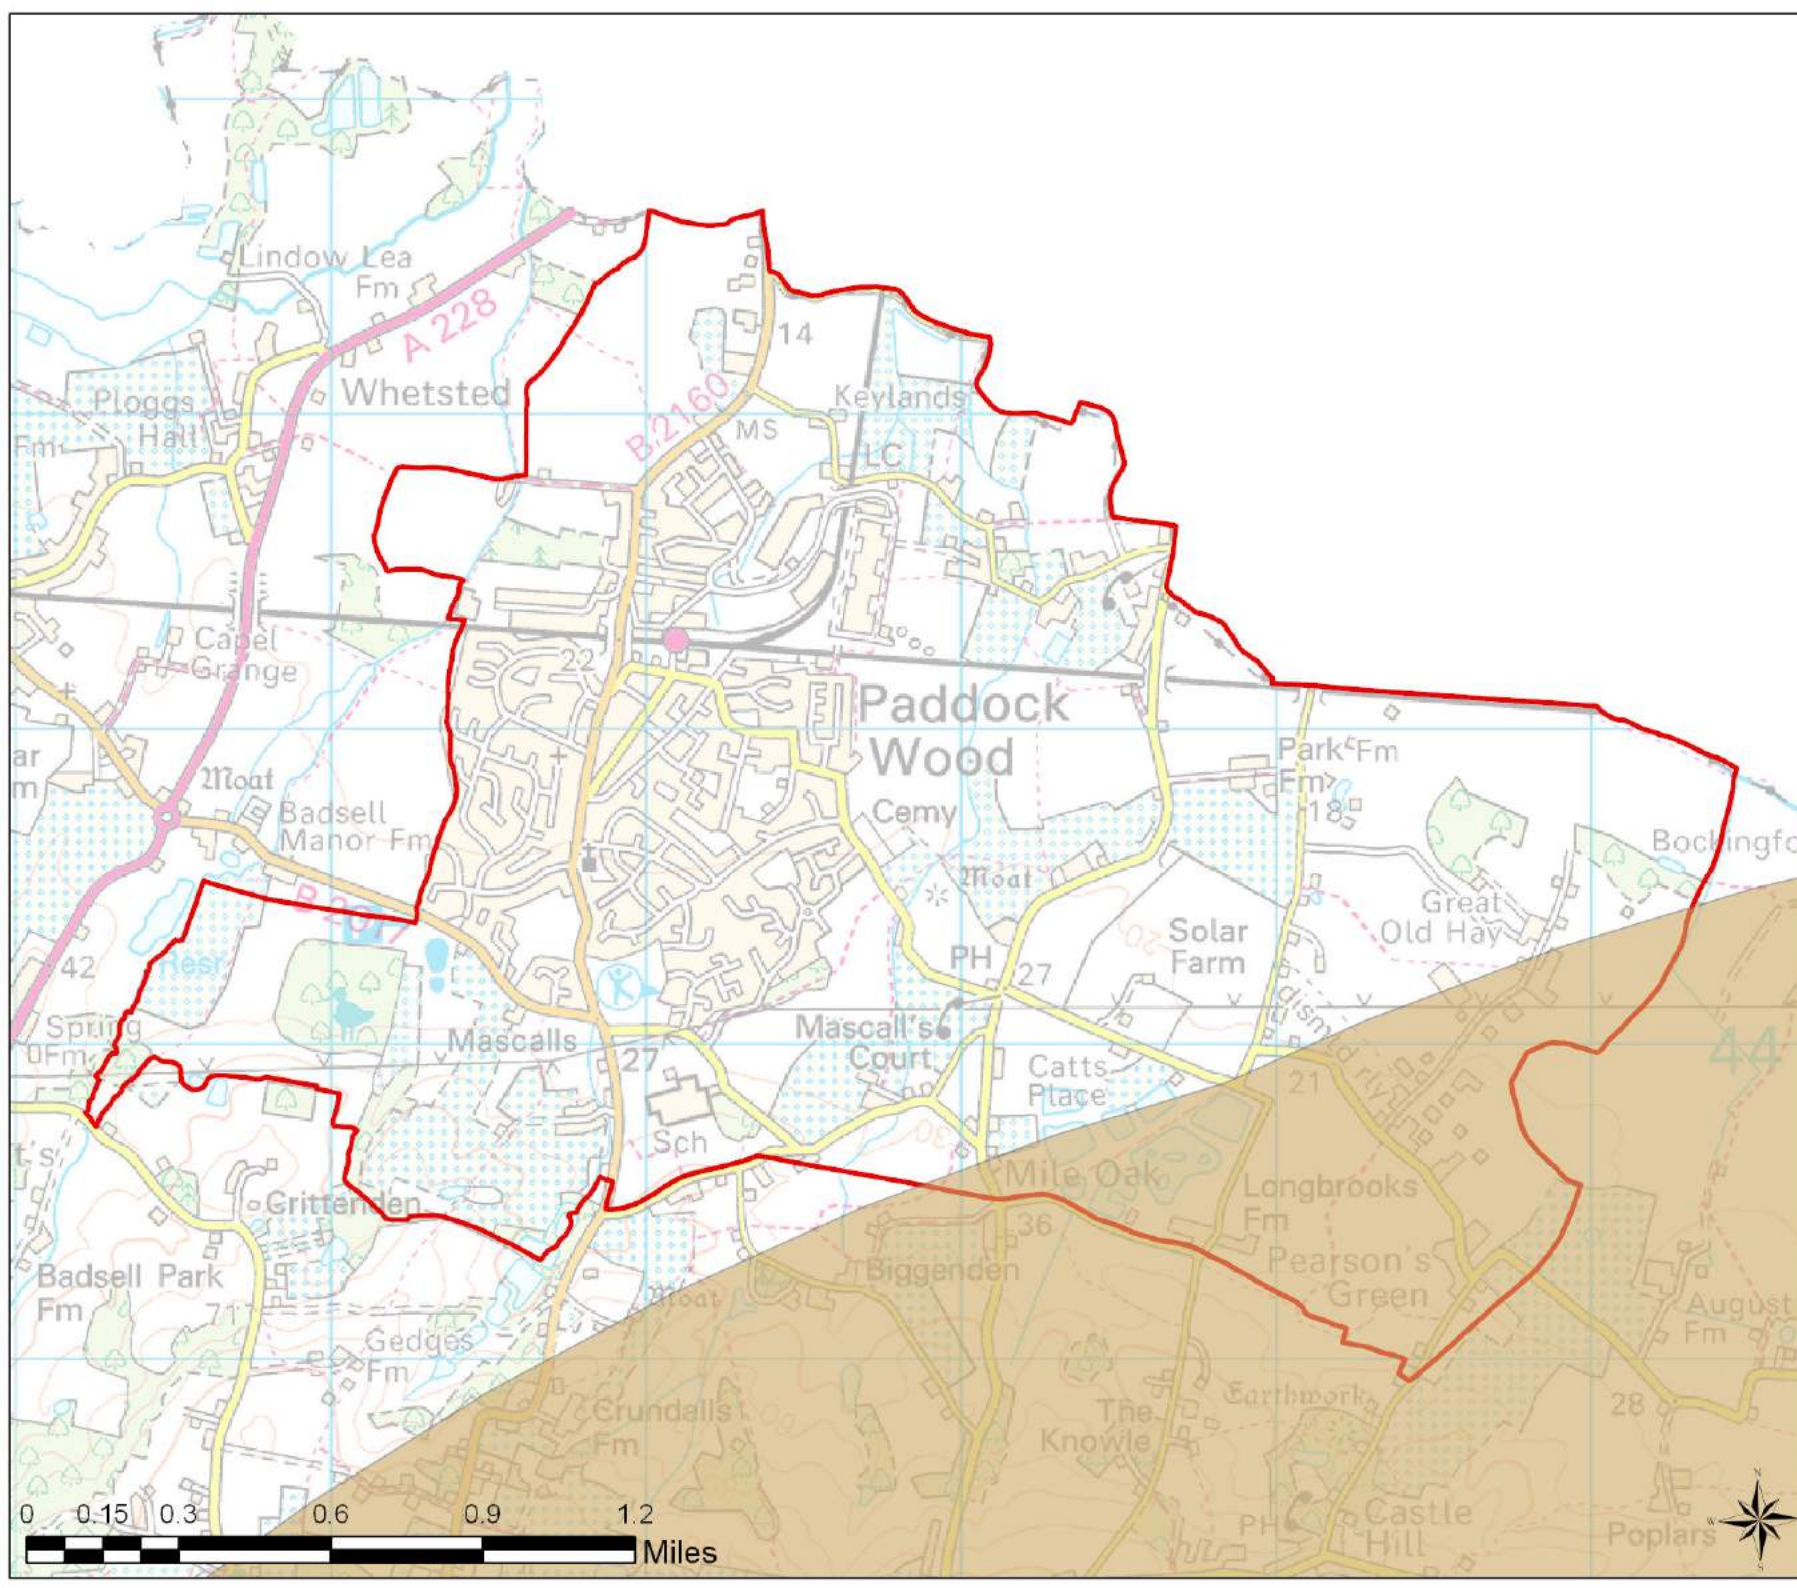 Lindow Lea
Fm
A 228
14
Whetsted
Ploggs
Hall
Keylands
B 2160
MS
Fm
LC
Capel
Grange
22
Paddock
Wood
ar
m
Moat
Park Fm
Fm
18
Badsell
Manor Fm
Cemy
Bockingfo
Moat
B 2077
Great
Old Hay
Solar
Farm
20
Resr
42
PH
27
Spring
Fm
Mascalls
27
Mascall's
Court
Catts
Place
21
44
t's
Sch
30
Mile Oak
Longbrooks
Fm
Crittenden
36
Pearson's
Green
Badsell Park
Fm
Biggenden
Moat
71
August
Fm
Gedges
Fm
Crundalls
Fm
The
Knowle
Earthwork
28
0 0.15 0.3 0.6 0.9 1.2
Miles
PH
Castle
Hill
Poplars
N
W
S